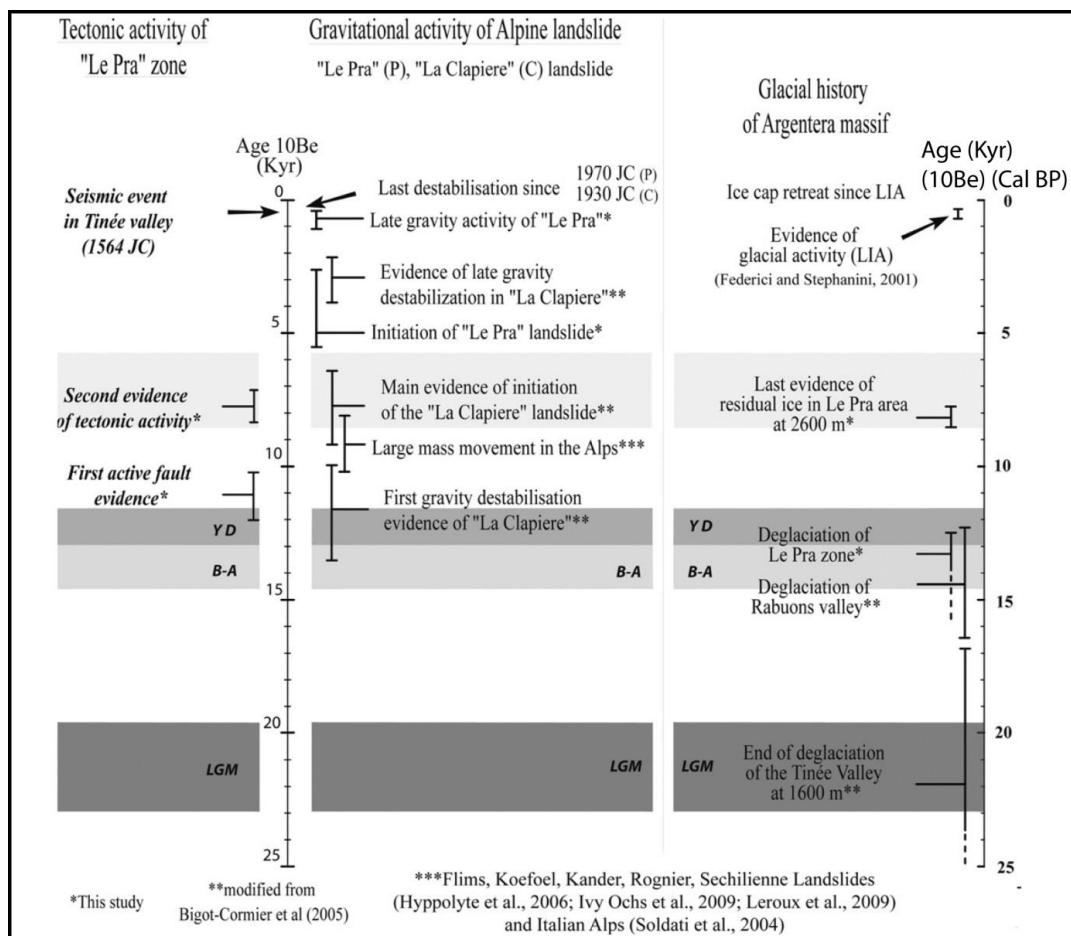 Tectonic activity of
"Le Pra" zone
Gravitational activity of Alpine landslide
"Le Pra" (P), "La Clapiere" (C) landslide
Glacial history
of Argentera massif
Age 10Be
(Kyr)
Age (Kyr)
(10Be) (Cal BP)
0
5
10
15
20
25
Seismic event
in Tinée valley
(1564 JC)
Second evidence
of tectonic activity*
First active fault
evidence*
Y D
B-A
LGM
Last destabilisation since
1970 JC (P)
1930 JC (C)
Late gravity activity of "Le Pra"*
Evidence of late gravity
destabilization in "La Clapiere"**
Initiation of "Le Pra" landslide*
Main evidence of initiation
of the "La Clapiere" landslide**
Large mass movement in the Alps***
First gravity destabilisation
evidence of "La Clapiere"**
B-A
LGM
Ice cap retreat since LIA
Evidence of
glacial activity (LIA)
(Federici and Stephanini, 2001)
Last evidence of
residual ice in Le Pra area
at 2600 m*
Y D
Deglaciation of
Le Pra zone*
B-A
Deglaciation of
Rabuons valley**
LGM
End of deglaciation
of the Tinée Valley
at 1600 m**
0
5
10
15
20
25
*This study
**modified from
Bigot-Cormier et al (2005)
***Flims, Koefoel, Kander, Rognier, Sechilienne Landslides
(Hyppolyte et al., 2006; Ivy Ochs et al., 2009; Leroux et al., 2009)
and Italian Alps (Soldati et al., 2004)